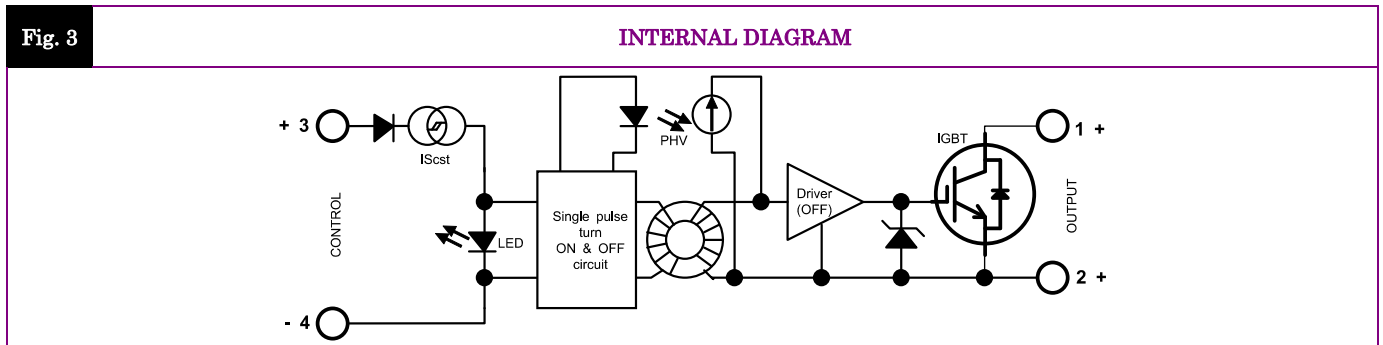 Fig. 3
INTERNAL DIAGRAM
+ 3
IScst
PHV
IGBT
1 +
CONTROL
LED
Single pulse
turn
ON & OFF
circuit
Driver
(OFF)
OUTPUT
2 +
- 4